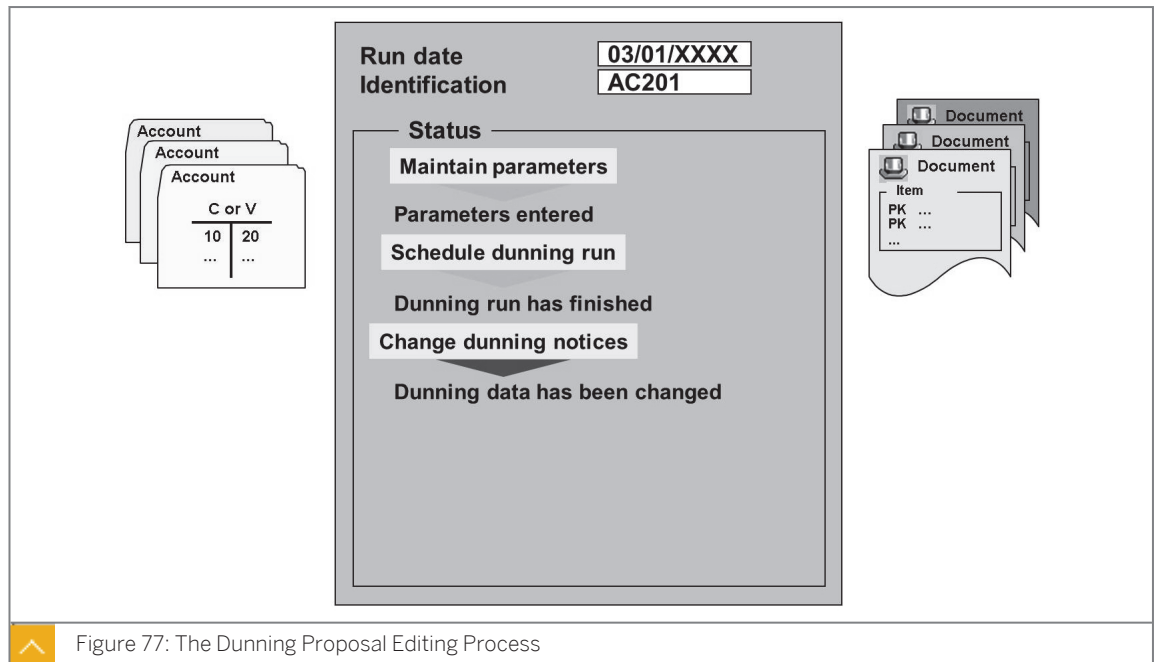 Run date 03/01/XXXX
Identification AC201
Status
Maintain parameters
Parameters entered
Schedule dunning run
Dunning run has finished
Change dunning notices
Dunning data has been changed
Account
Account
Account
C or V
10 20
... ...
Document
Document
Document
Item
PK ...
PK ...
...
Figure 77: The Dunning Proposal Editing Process